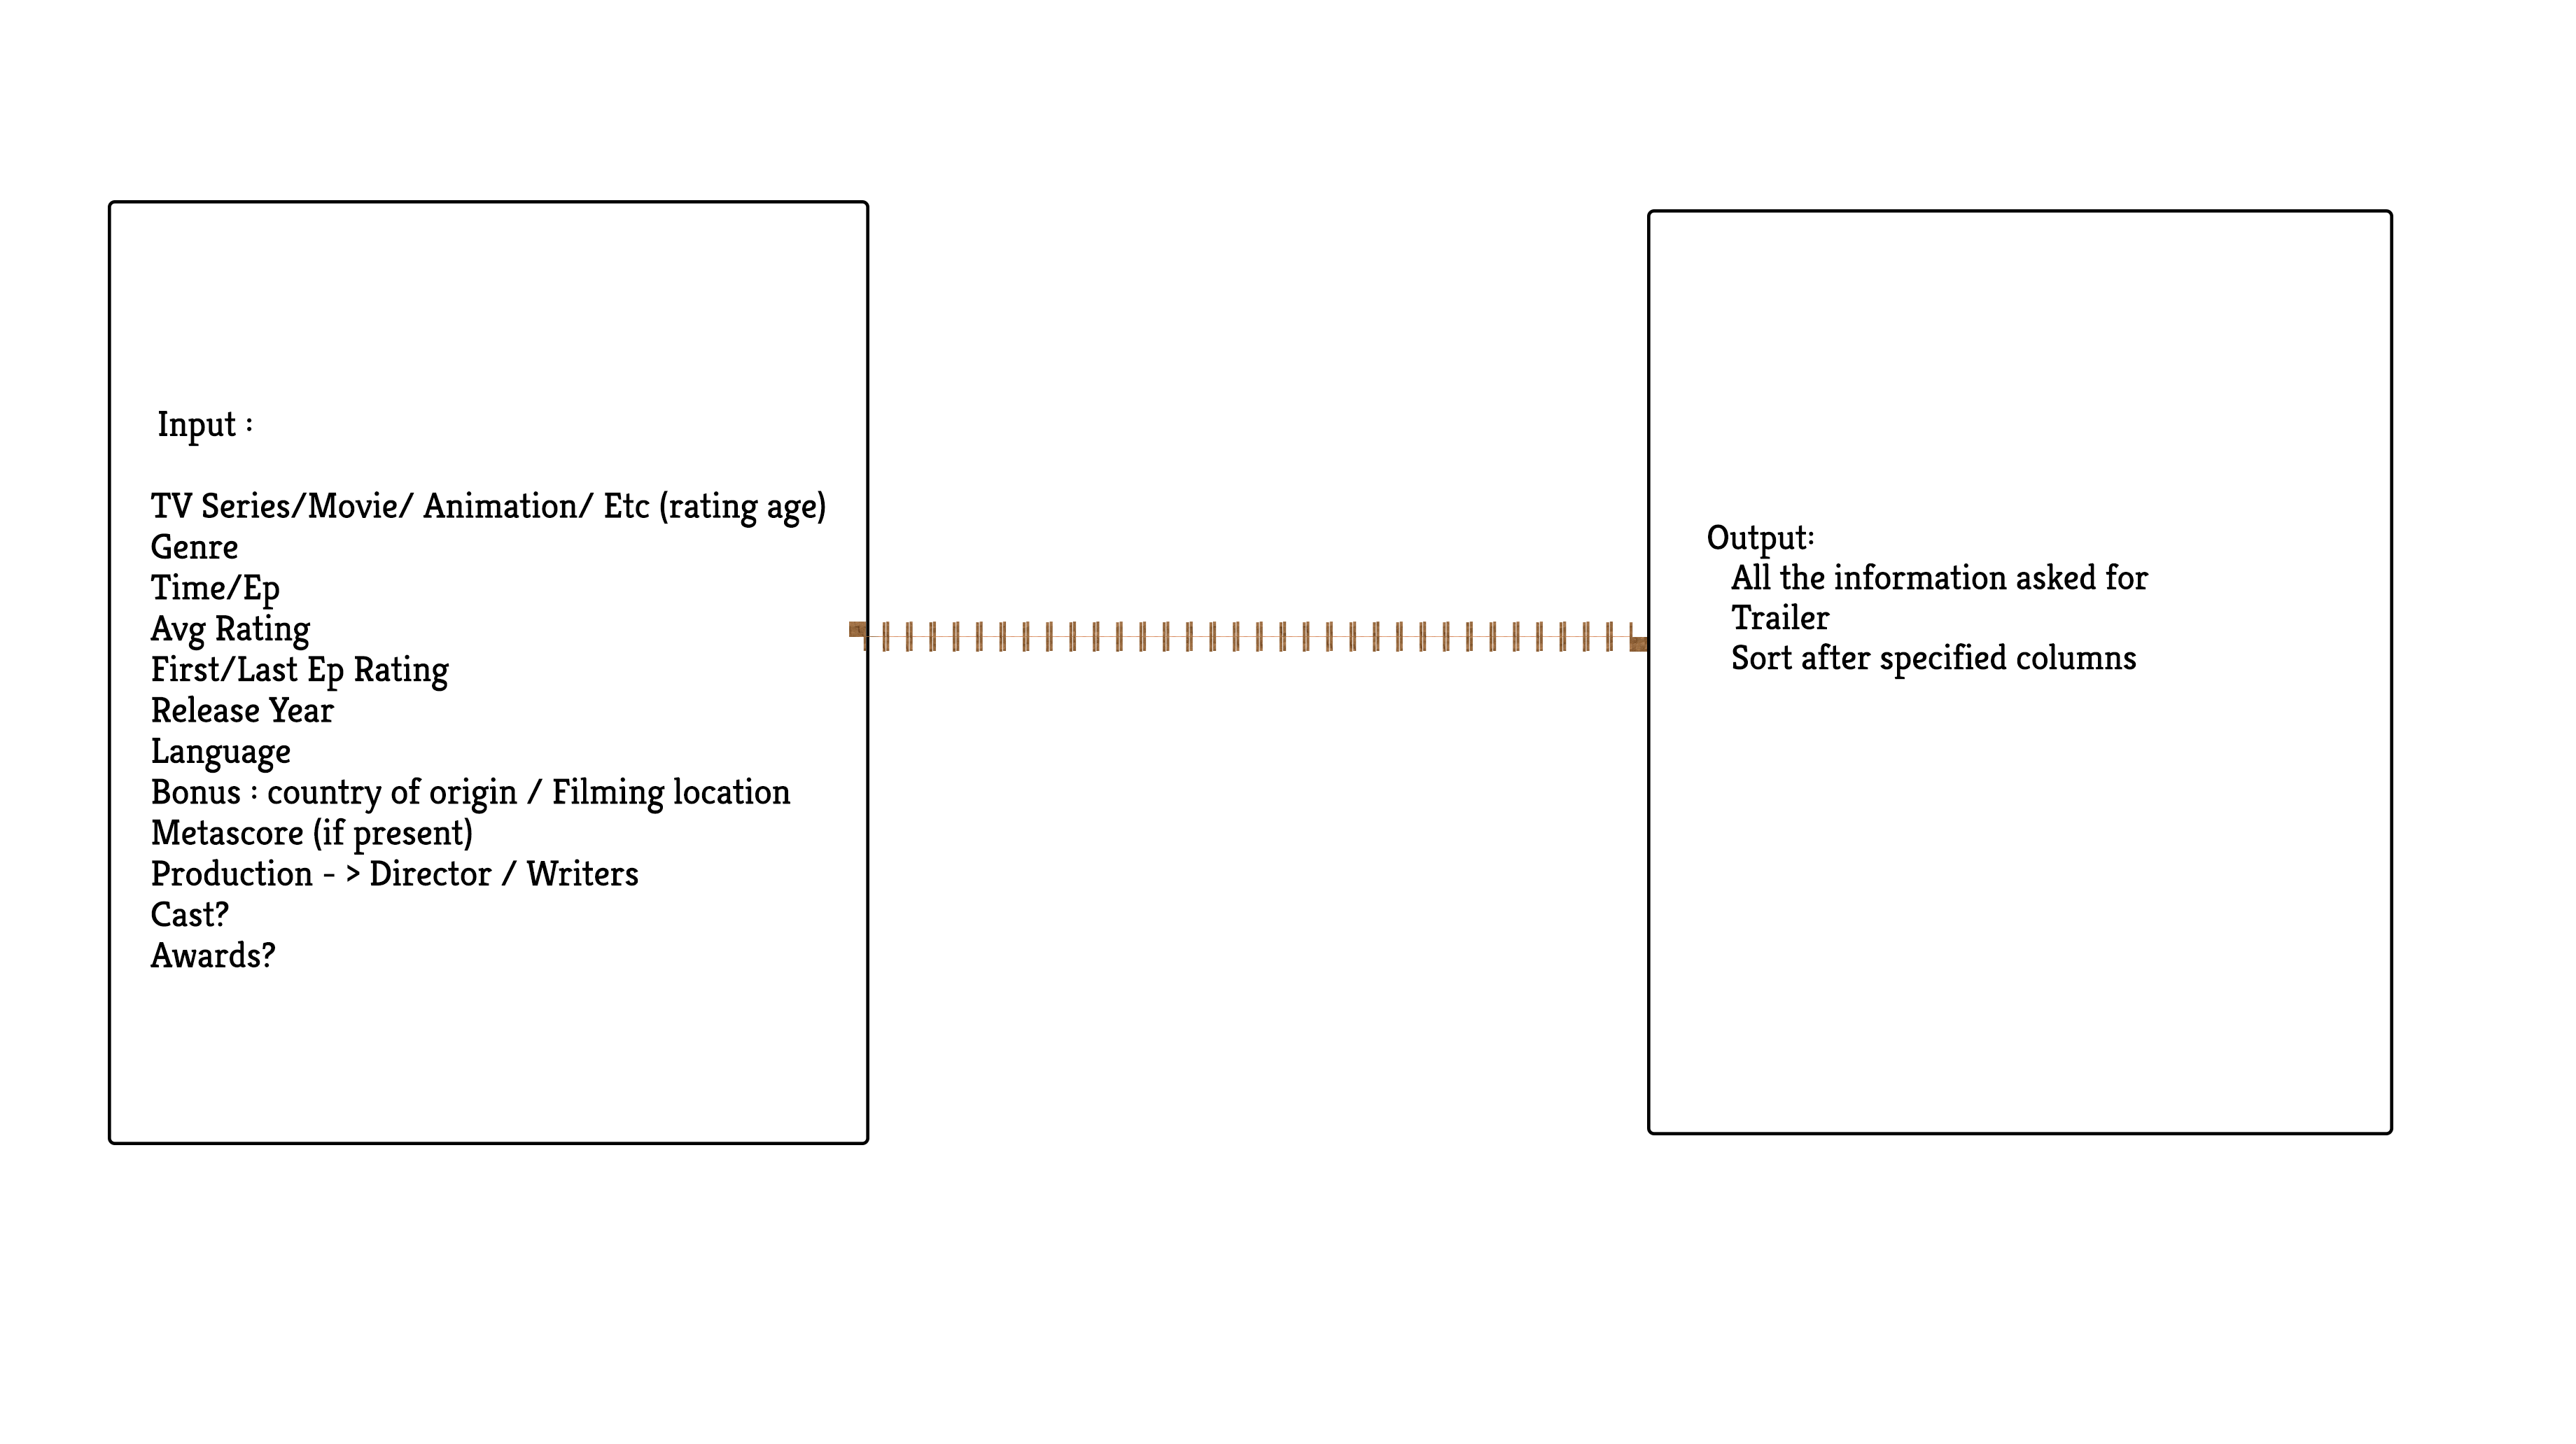 Input :
TV Series/Movie/ Animation/ Etc (rating age)
Genre
Time/Ep
Avg Rating
First/Last Ep Rating
Release Year
Language
Bonus : country of origin / Filming location
Metascore (if present)
Production - > Director / Writers
Cast?
Awards?
Output:
All the information asked for
Trailer
Sort after specified columns